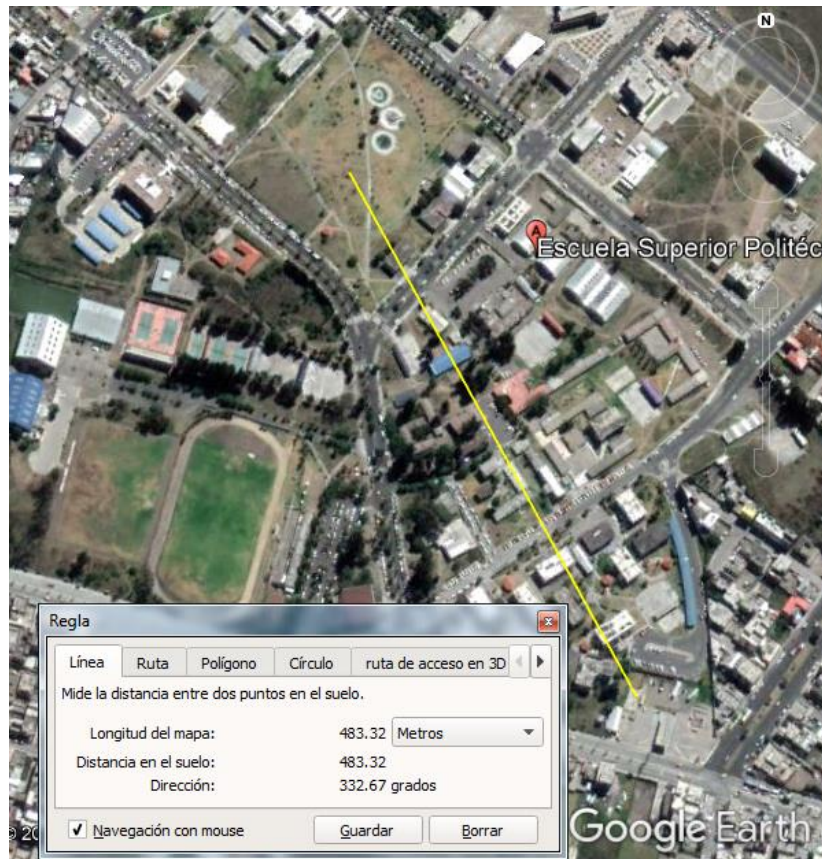 N
A
Escuela Superior Politéc
Regla
Línea Ruta Polígono Círculo ruta de acceso en 3D
Mide la distancia entre dos puntos en el suelo.
Longitud del mapa: 483.32 Metros
Distancia en el suelo: 483.32
Dirección: 332.67 grados
Navegación con mouse Guardar Borrar
© 20
Google Earth